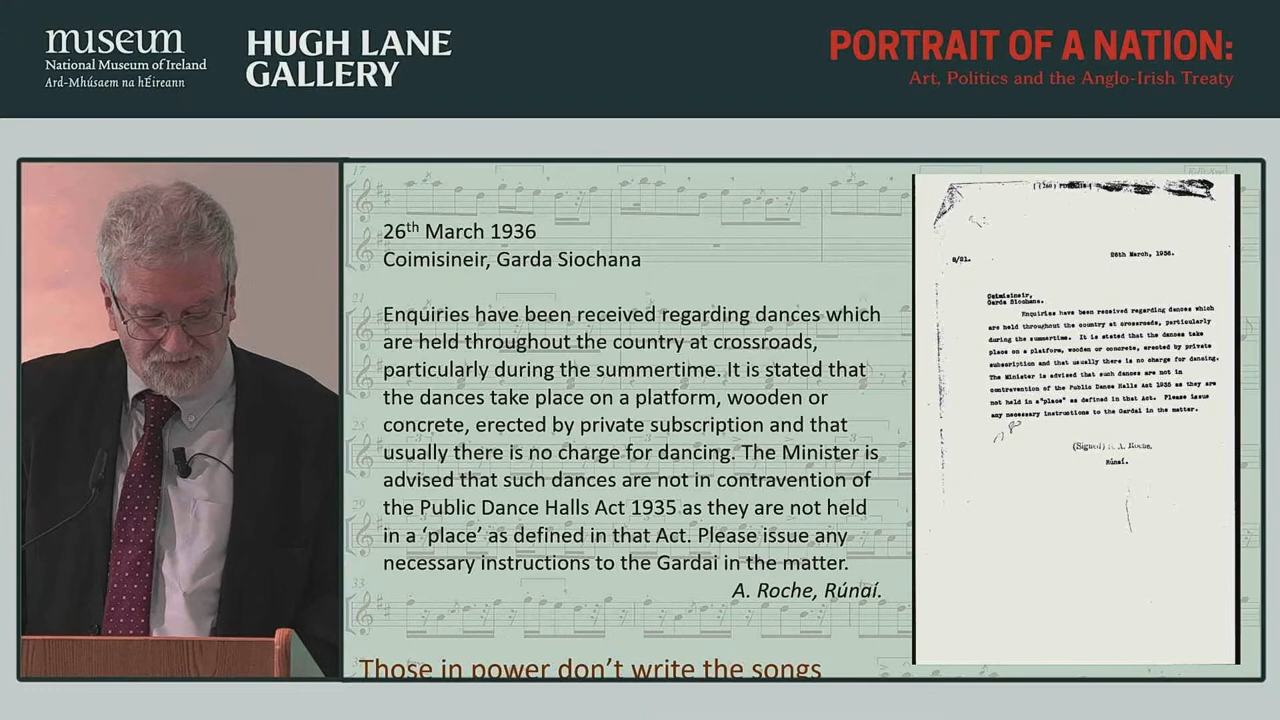 museum
National Museum of Ireland
Ard-Mhúsaem na hÉireann
HUGH LANE
GALLERY
PORTRAIT OF A NATION:
Art, Politics and the Anglo-Irish Treaty
26th March 1936
Coimisineir, Garda Siochana
Enquiries have been received regarding dances which
are held throughout the country at crossroads,
particularly during the summertime. It is stated that
the dances take place on a platform, wooden or
concrete, erected by private subscription and that
usually there is no charge for dancing. The Minister is
advised that such dances are not in contravention of
the Public Dance Halls Act 1935 as they are not held
in a ‘place’ as defined in that Act. Please issue any
necessary instructions to the Gardai in the matter.
A. Roche, Rúnaí.
Those in power don’t write the songs
17
21
25
29
33
8/21.
26th March, 1936.
Coimisineir,
Garda Siochana.
Enquiries have been received regarding dances which
are held throughout the country at crossroads, particularly
during the summertime. It is stated that the dances take
place on a platform, wooden or concrete, erected by private
subscription and that usually there is no charge for dancing.
The Minister is advised that such dances are not in
contravention of the Public Dance Halls Act 1935 as they are
not held in a "place" as defined in that Act. Please issue
any necessary instructions to the Gardai in the matter.
(Signed) A. Roche.
Rúnaí.